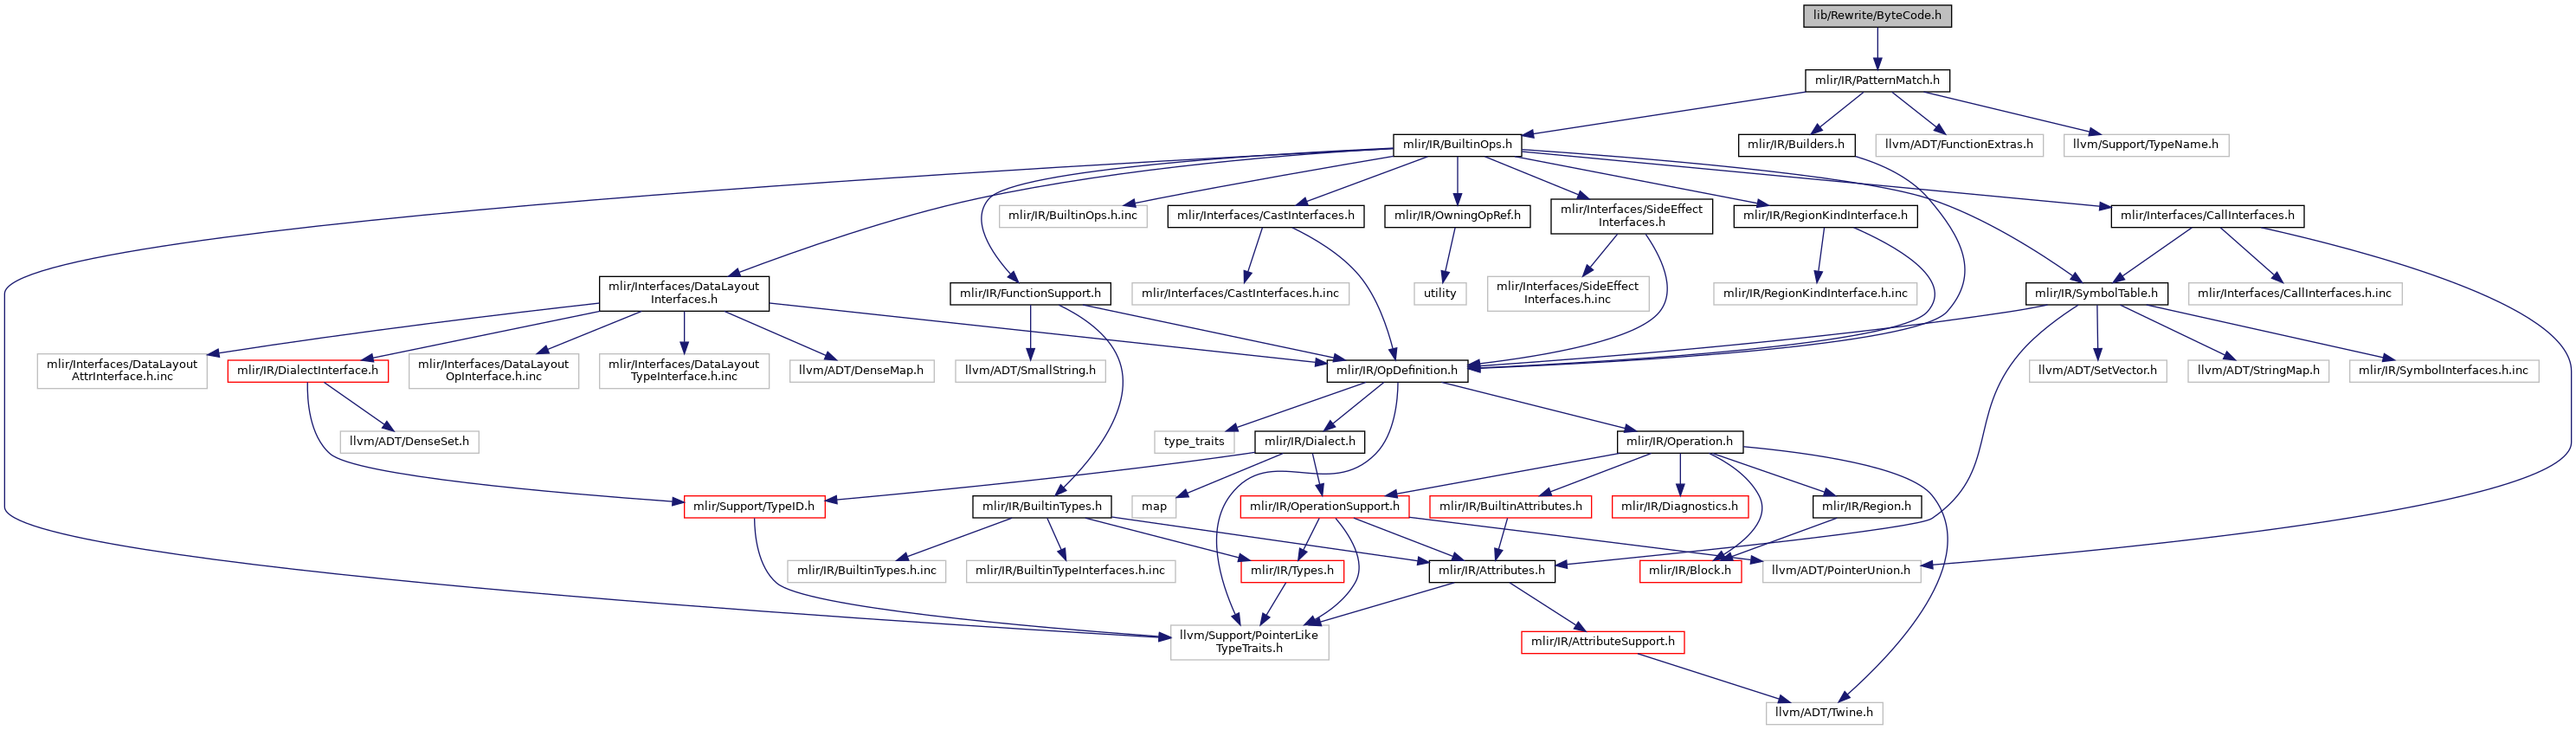 lib/Rewrite/ByteCode.h
mlir/IR/PatternMatch.h
mlir/IR/BuiltinOps.h
mlir/IR/Builders.h
llvm/ADT/FunctionExtras.h
llvm/Support/TypeName.h
mlir/IR/BuiltinOps.h.inc
mlir/Interfaces/CastInterfaces.h
mlir/IR/OwningOpRef.h
mlir/Interfaces/SideEffect
Interfaces.h
mlir/IR/RegionKindInterface.h
mlir/Interfaces/CallInterfaces.h
mlir/Interfaces/DataLayout
Interfaces.h
mlir/IR/FunctionSupport.h
mlir/Interfaces/CastInterfaces.h.inc
utility
mlir/Interfaces/SideEffect
Interfaces.h.inc
mlir/IR/RegionKindInterface.h.inc
mlir/IR/SymbolTable.h
mlir/Interfaces/CallInterfaces.h.inc
mlir/Interfaces/DataLayout
AttrInterface.h.inc
mlir/IR/DialectInterface.h
mlir/Interfaces/DataLayout
OpInterface.h.inc
mlir/Interfaces/DataLayout
TypeInterface.h.inc
llvm/ADT/DenseMap.h
llvm/ADT/SmallString.h
mlir/IR/OpDefinition.h
llvm/ADT/SetVector.h
llvm/ADT/StringMap.h
mlir/IR/SymbolInterfaces.h.inc
llvm/ADT/DenseSet.h
type_traits
mlir/IR/Dialect.h
mlir/IR/Operation.h
mlir/Support/TypeID.h
mlir/IR/BuiltinTypes.h
map
mlir/IR/OperationSupport.h
mlir/IR/BuiltinAttributes.h
mlir/IR/Diagnostics.h
mlir/IR/Region.h
mlir/IR/BuiltinTypes.h.inc
mlir/IR/BuiltinTypeInterfaces.h.inc
mlir/IR/Types.h
mlir/IR/Attributes.h
mlir/IR/Block.h
llvm/ADT/PointerUnion.h
llvm/Support/PointerLike
TypeTraits.h
mlir/IR/AttributeSupport.h
llvm/ADT/Twine.h